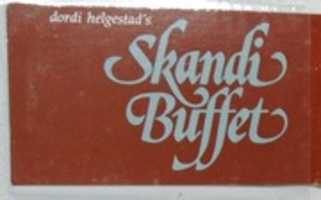 dordi helgestad's
Skandi
Buffet